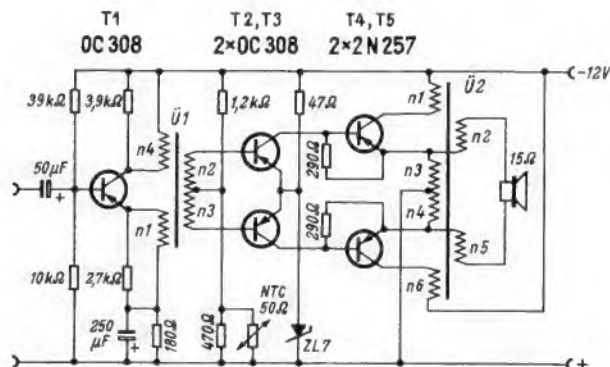 T1
OC 308
T2, T3
2×OC 308
T4, T5
2×2N 257
39kΩ
3,9kΩ
n4
Ü1
1,2kΩ
47Ω
n1
Ü2
-12V
50µF
+
n1
n2
n3
290Ω
290Ω
n3
n4
n2
15Ω
n5
n6
10kΩ
2,7kΩ
250
µF
+
180Ω
470Ω
NTC
50Ω
ZL7
+